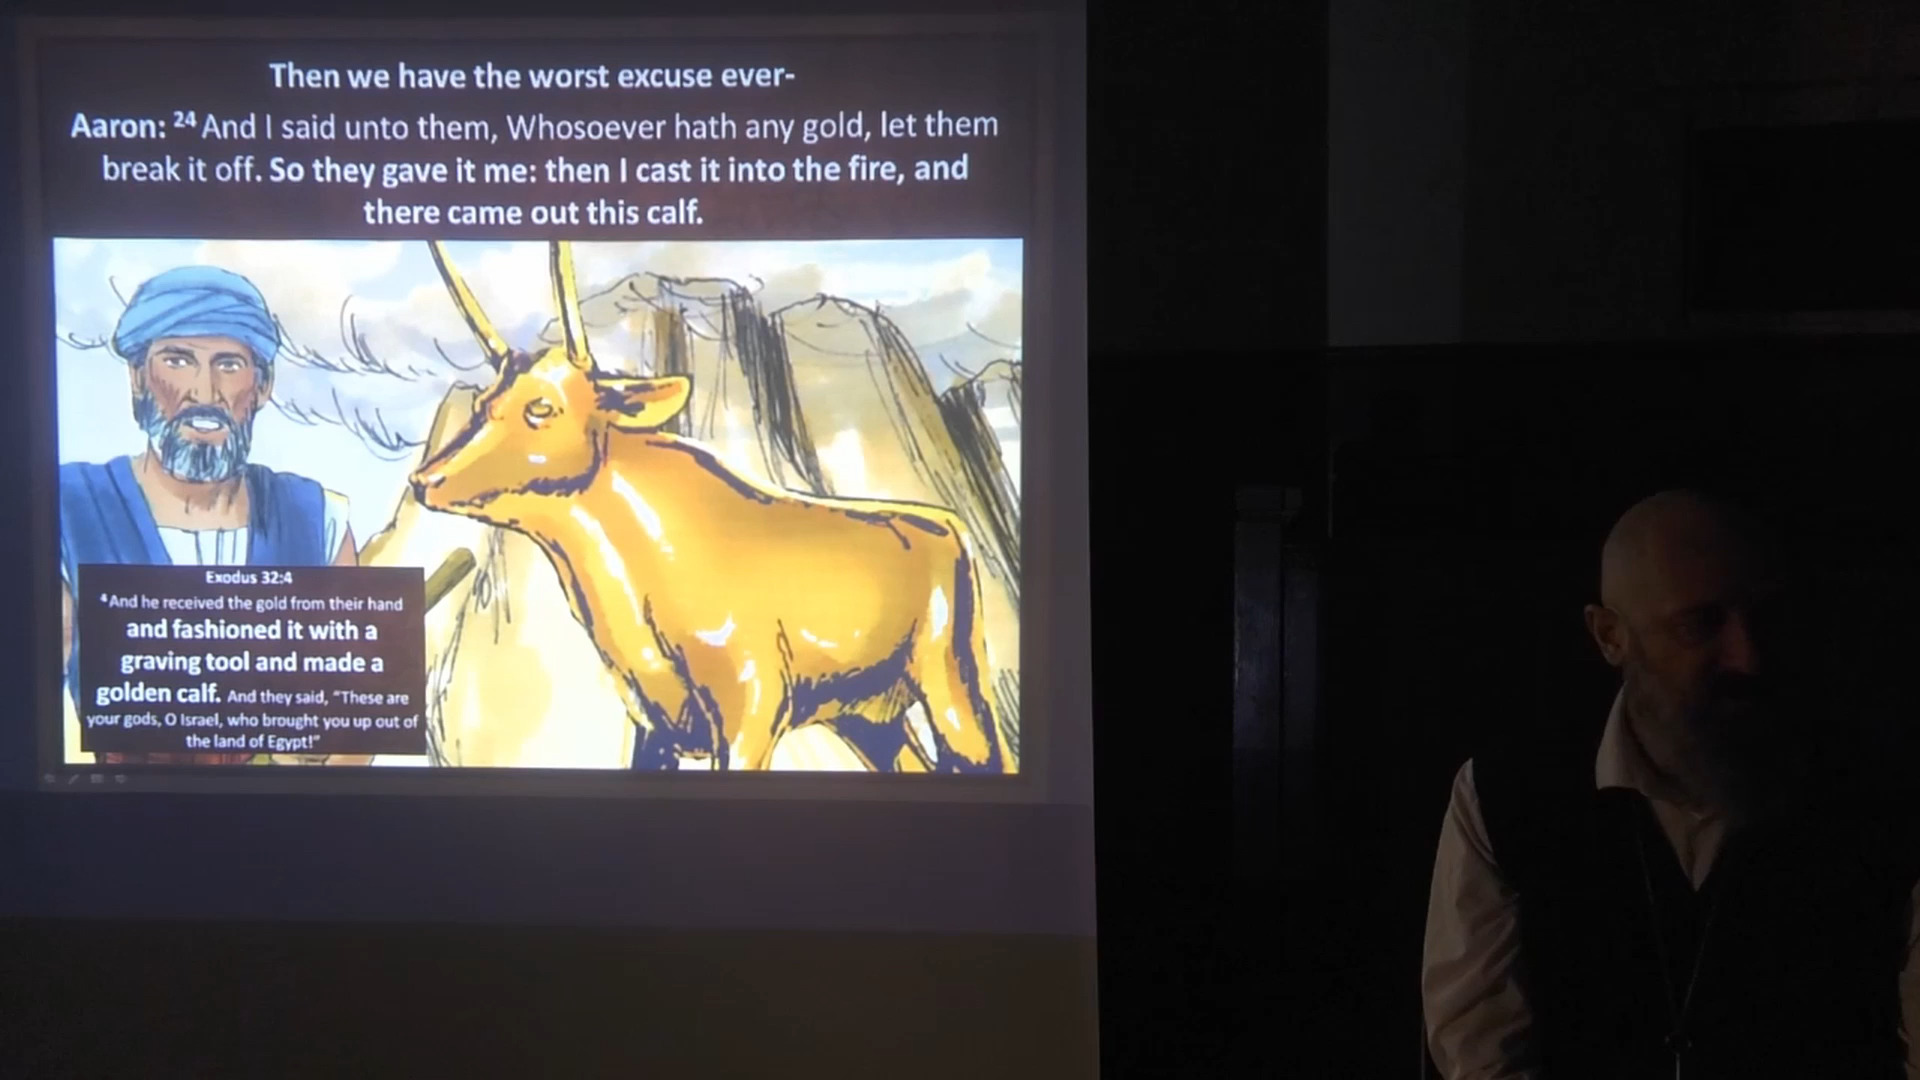 Then we have the worst excuse ever-
Aaron: 24 And I said unto them, Whosoever hath any gold, let them
break it off. So they gave it me: then I cast it into the fire, and
there came out this calf.
Exodus 32:4
4 And he received the gold from their hand
and fashioned it with a
graving tool and made a
golden calf. And they said, “These are
your gods, O Israel, who brought you up out of
the land of Egypt!”